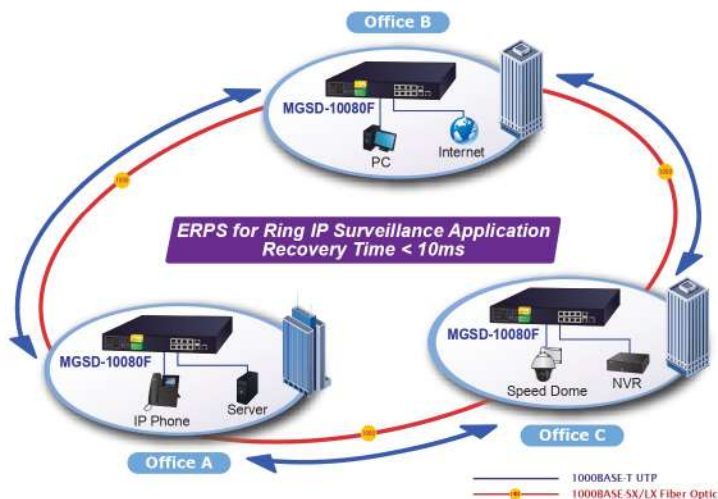 Office B
MGSD-10080F
PC
Internet
ERPS for Ring IP Surveillance Application
Recovery Time < 10ms
MGSD-10080F
IP Phone
Server
Office A
MGSD-10080F
Speed Dome
NVR
Office C
1000BASE-T UTP
1000BASE-SX/LX Fiber Optic